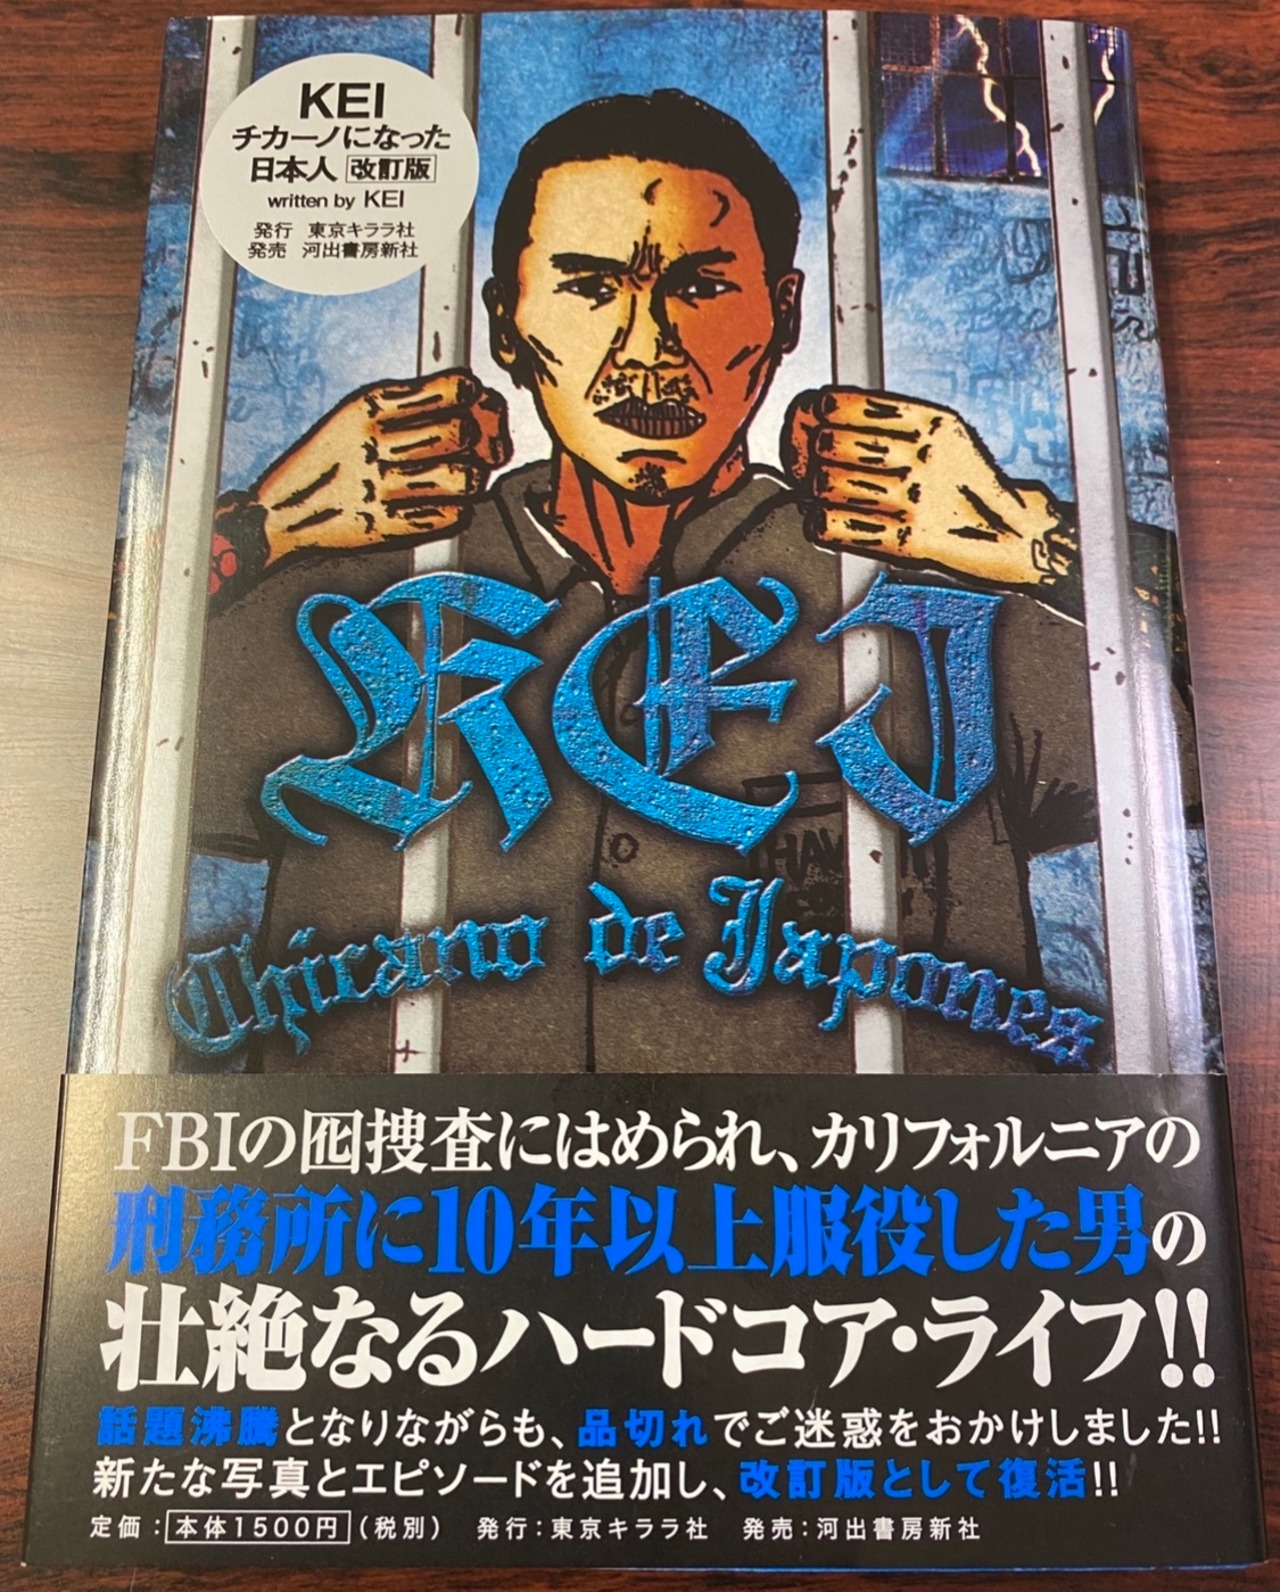 KEI
チカーノになった
日本人 改訂版
written by KEI
発行 東京キララ社
発売 河出書房新社
KEI
Chicano de Japones
FBIの囮捜査にはめられ、カリフォルニアの
刑務所に10年以上服役した男の
壮絶なるハードコア・ライフ!!
話題沸騰となりながらも、品切れでご迷惑をおかけしました!!
新たな写真とエピソードを追加し、改訂版として復活!!
定価:本体1500円(税別) 発行:東京キララ社 発売:河出書房新社